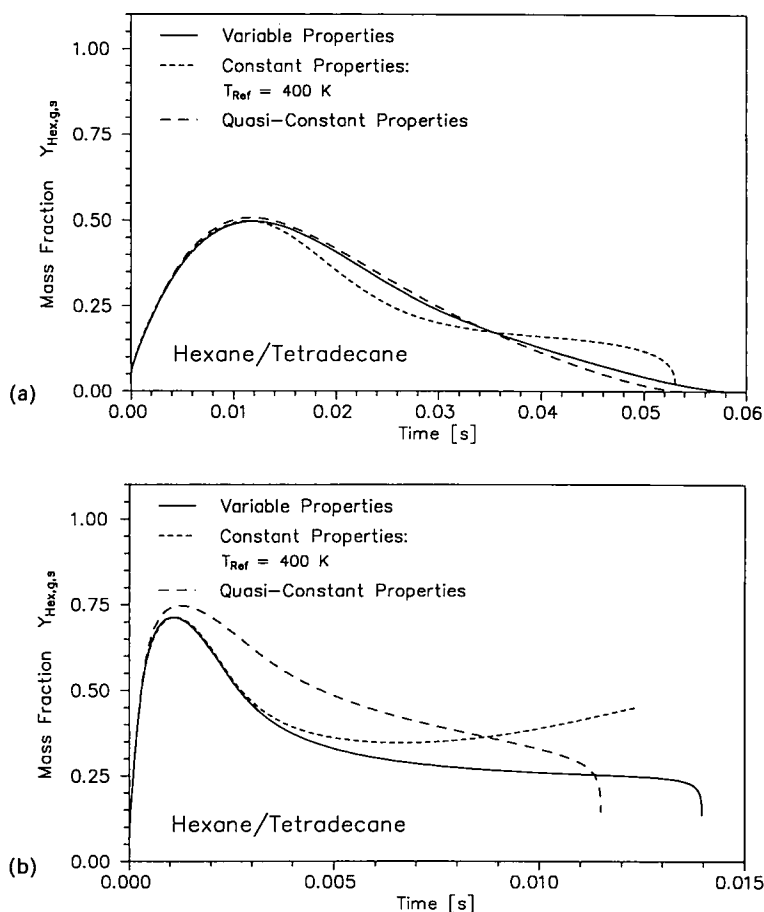 1.00
0.75
0.50
0.25
0.00
Mass Fraction Y_Hex,g,s
Variable Properties
Constant Properties:
T_Ref = 400 K
Quasi-Constant Properties
Hexane/Tetradecane
(a)
0.00 0.01 0.02 0.03 0.04 0.05 0.06
Time [s]
1.00
0.75
0.50
0.25
0.00
Mass Fraction Y_Hex,g,s
Variable Properties
Constant Properties:
T_Ref = 400 K
Quasi-Constant Properties
Hexane/Tetradecane
(b)
0.000 0.005 0.010 0.015
Time [s]